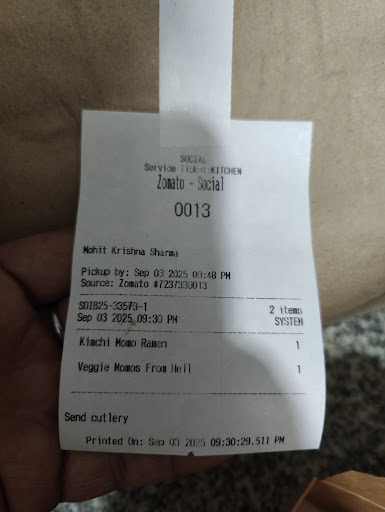 SOCIAL
Service Ticket/KITCHEN
Zomato - Social
0013
Mohit Krishna Sharma
Pickup by: Sep 03 2025 09:48 PM
Source: Zomato #7237330013
SOIB25-33573-1 2 items
Sep 03 2025 09:30 PM SYSTEM
Kimchi Momo Ramen 1
Veggie Momos From Hell 1
Send cutlery
Printed On: Sep 03 2025 09:30:29.511 PM